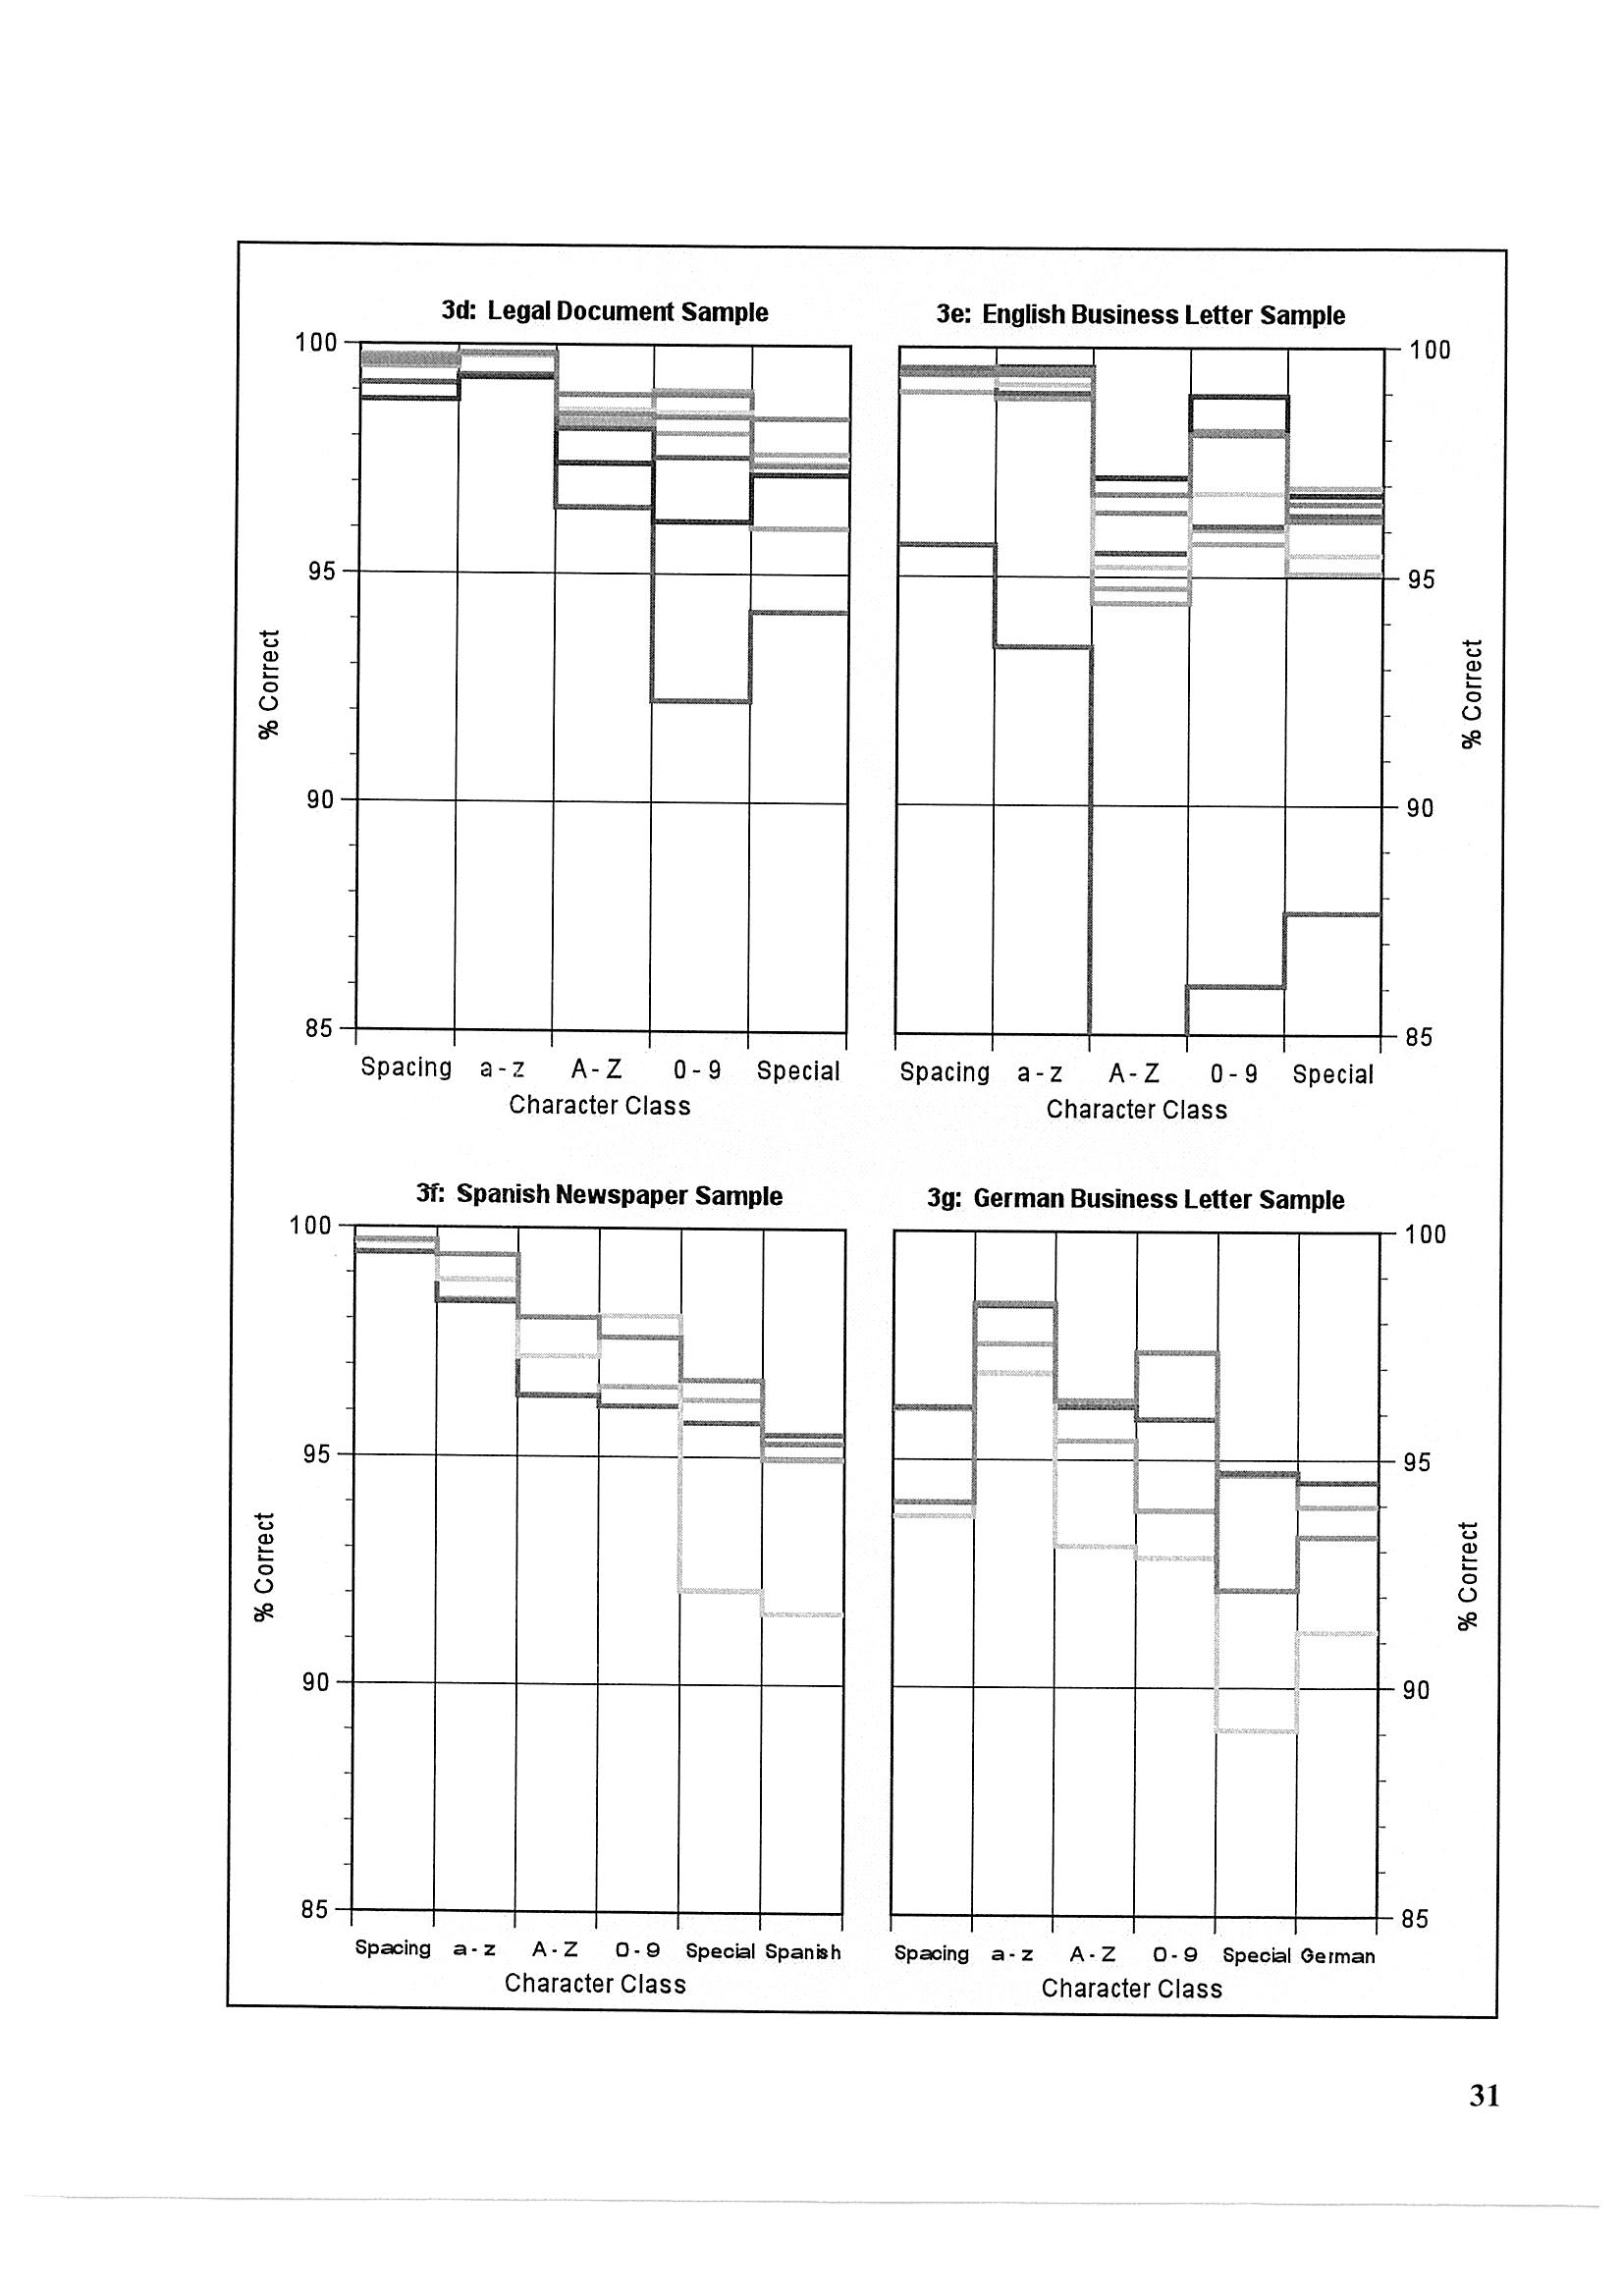 3d: Legal Document Sample
100
95
90
85
% Correct
Spacing a - z A - Z 0 - 9 Special
Character Class
3e: English Business Letter Sample
100
95
90
85
% Correct
Spacing a - z A - Z 0 - 9 Special
Character Class
3f: Spanish Newspaper Sample
100
95
90
85
% Correct
Spacing a - z A - Z 0 - 9 Special Spanish
Character Class
3g: German Business Letter Sample
100
95
90
85
% Correct
Spacing a - z A - Z 0 - 9 Special German
Character Class
31